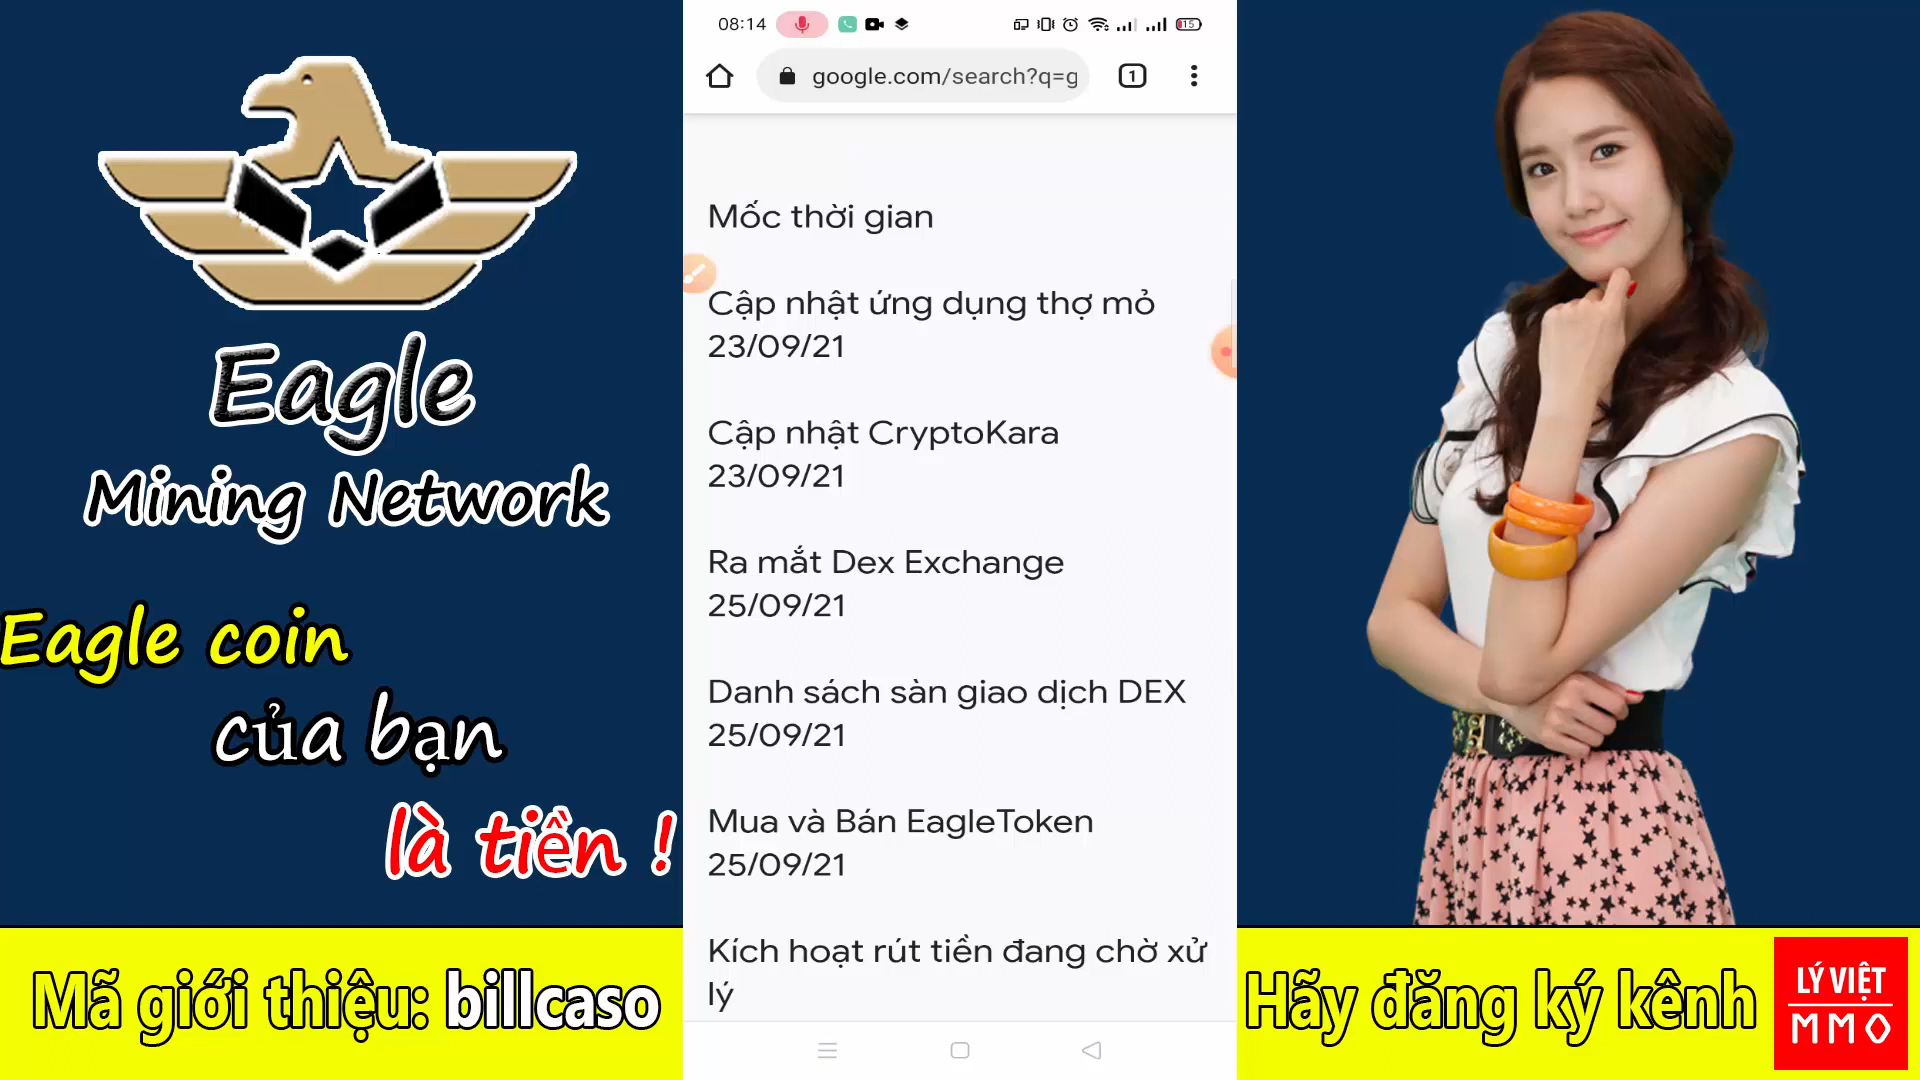 Eagle
Mining Network
Eagle coin
của bạn
là tiền !
Mã giới thiệu: billcaso
08:14
15
google.com/search?q=g
1
Mốc thời gian
Cập nhật ứng dụng thợ mỏ
23/09/21
Cập nhật CryptoKara
23/09/21
Ra mắt Dex Exchange
25/09/21
Danh sách sàn giao dịch DEX
25/09/21
Mua và Bán EagleToken
25/09/21
Kích hoạt rút tiền đang chờ xử
lý
Hãy đăng ký kênh
LÝ VIỆT
MMO